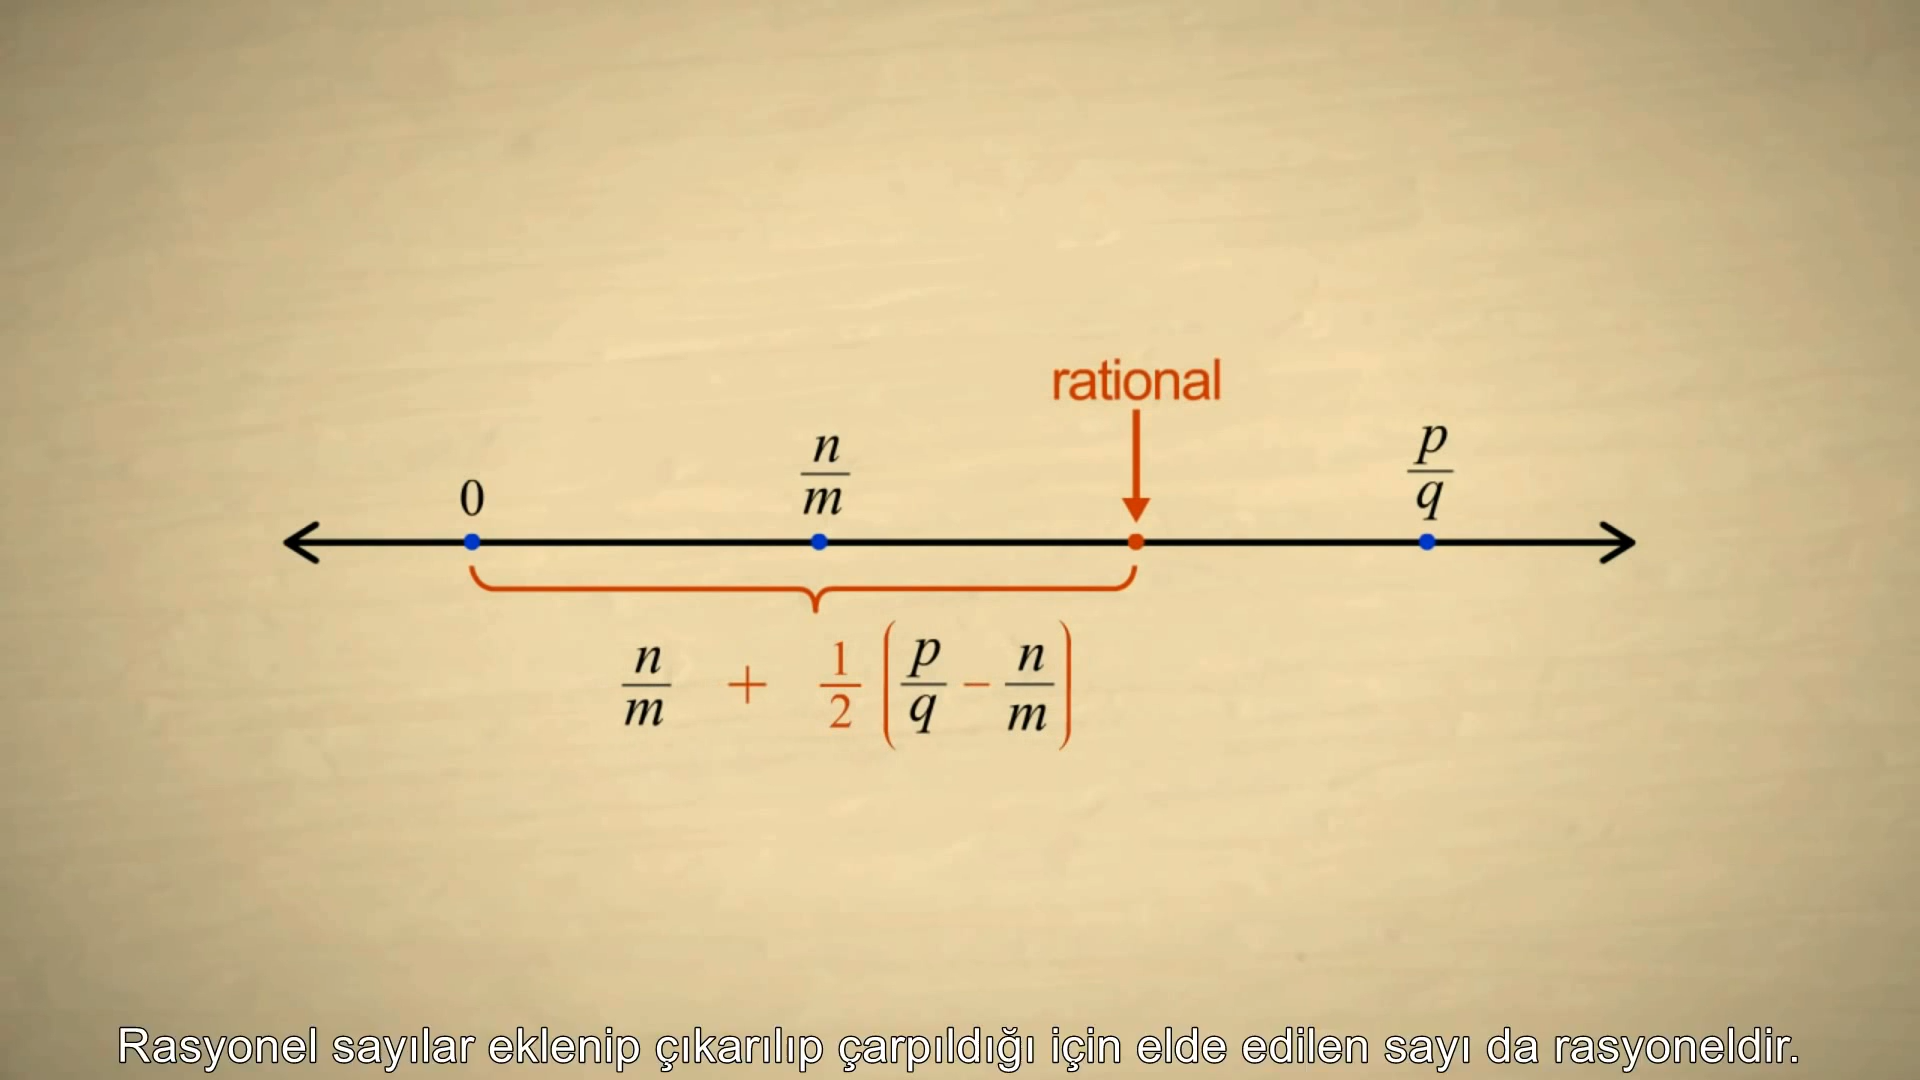 rational
0 n/m p/q
n/m + 1/2 (p/q − n/m)
Rasyonel sayılar eklenip çıkarılıp çarpıldığı için elde edilen sayı da rasyoneldir.